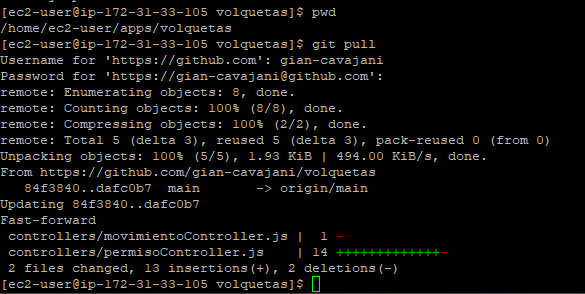 [ec2-user@ip-172-31-33-105 volquetas]$ pwd
/home/ec2-user/apps/volquetas
[ec2-user@ip-172-31-33-105 volquetas]$ git pull
Username for 'https://github.com': gian-cavajani
Password for 'https://gian-cavajani@github.com':
remote: Enumerating objects: 8, done.
remote: Counting objects: 100% (8/8), done.
remote: Compressing objects: 100% (2/2), done.
remote: Total 5 (delta 3), reused 5 (delta 3), pack-reused 0 (from 0)
Unpacking objects: 100% (5/5), 1.93 KiB | 494.00 KiB/s, done.
From https://github.com/gian-cavajani/volquetas
   84f3840..dafc0b7  main       -> origin/main
Updating 84f3840..dafc0b7
Fast-forward
 controllers/movimientoController.js |  1 -
 controllers/permisoController.js    | 14 +++++++++++++-
 2 files changed, 13 insertions(+), 2 deletions(-)
[ec2-user@ip-172-31-33-105 volquetas]$